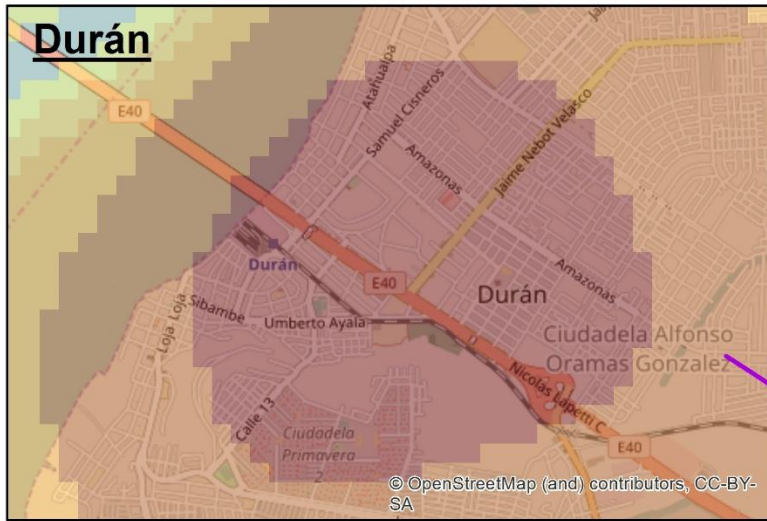 Durán
Atahualpa
Samuel Cisneros
E40
Jaime Nebot Velasco
Amazonas
Durán
E40
Amazonas
Durán
Loja
Loja
Sibambe
Umberto Ayala
Ciudadela Alfonso
Oramas Gonzalez
Nicolás Lapetti C
Calle 13
Ciudadela
Primavera
2
E40
© OpenStreetMap (and) contributors, CC-BY-
SA